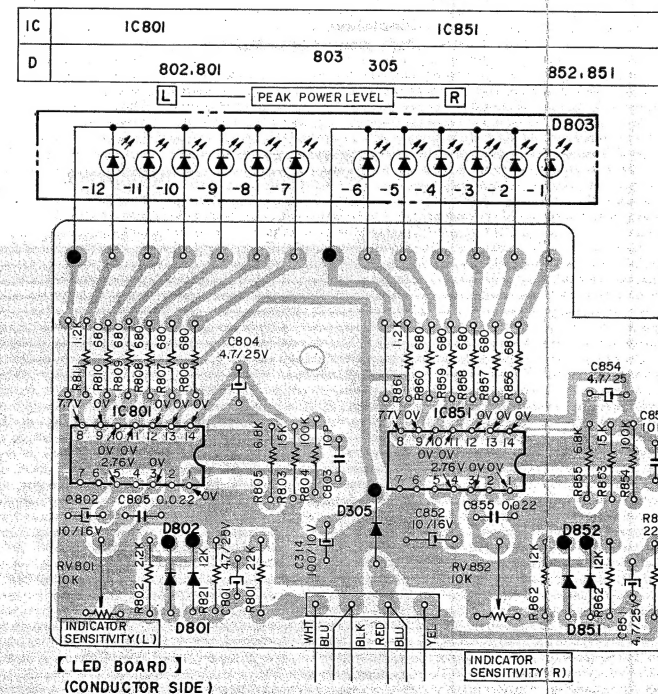 IC IC801 IC851
D 802,801 803 305 852,851
L PEAK POWER LEVEL R
D803
-12 -11 -10 -9 -8 -7 -6 -5 -4 -3 -2 -1
1.2K 680 680 680 680 680
R811 R810 R809 R808 R807 R806
C804
4.7/25V
1.2K 680 680 680 680 680
R861 R860 R859 R858 R857 R856
C854
4.7/25
7.7V 0V IC801 0V 0V 0V
8 9 10 11 12 13 14
0V 0V 0V
2.76V 0V
7 6 5 4 3 2 1
0V
6.8K 15K 100K 10P
R805 R803 R804 C803
7.7V 0V IC851 0V 0V 0V
8 9 10 11 12 13 14
0V 0V 0V
2.76V 0V
7 6 5 4 3 2 1
6.8K 15K 100K
R855 R853 R854
C802
10/16V
C805 0.022
D305
C852
10/16V
C855 0.022
D802
D852
RV801
10K
2.2K 12K 4.7/25V 22K
R802 R821 C801 R801
D801
C314
100/10V
RV852
10K
12K 12K
R862 R862
D851
C851
4.7/25V
INDICATOR
SENSITIVITY(L)
WHT BLU BLK RED BLU YEL
INDICATOR
SENSITIVITY(R)
【LED BOARD】
(CONDUCTOR SIDE)